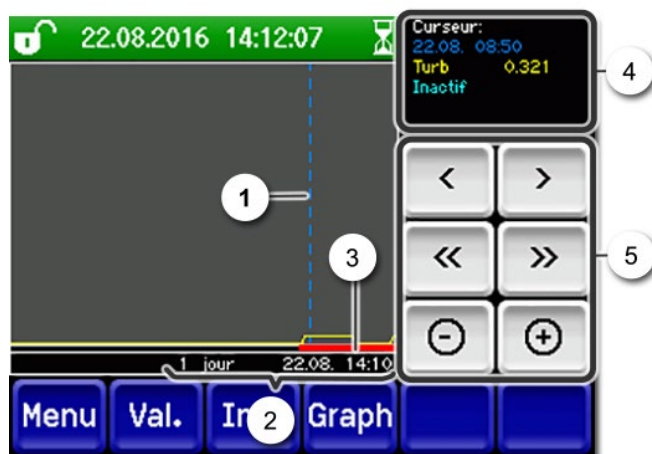 22.08.2016 14:12:07
Curseur:
22.08. 08:50
Turb 0.321
Inactif
4
1
3
< >
<< >>
5
- +
1 jour 22.08. 14:10
Menu Val. Graph
2